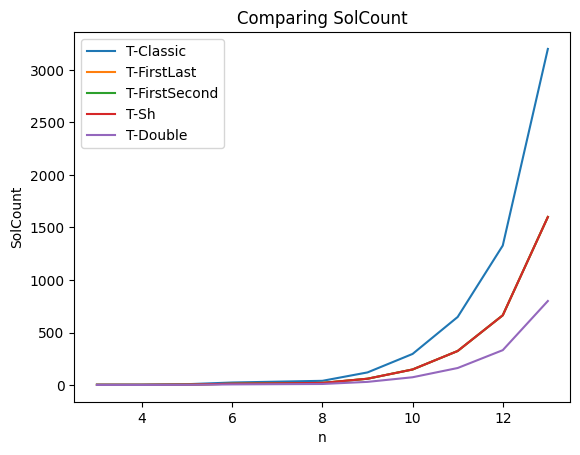 Comparing SolCount
T-Classic
T-FirstLast
T-FirstSecond
T-Sh
T-Double
3000
2500
2000
1500
1000
500
0
SolCount
4 6 8 10 12
n